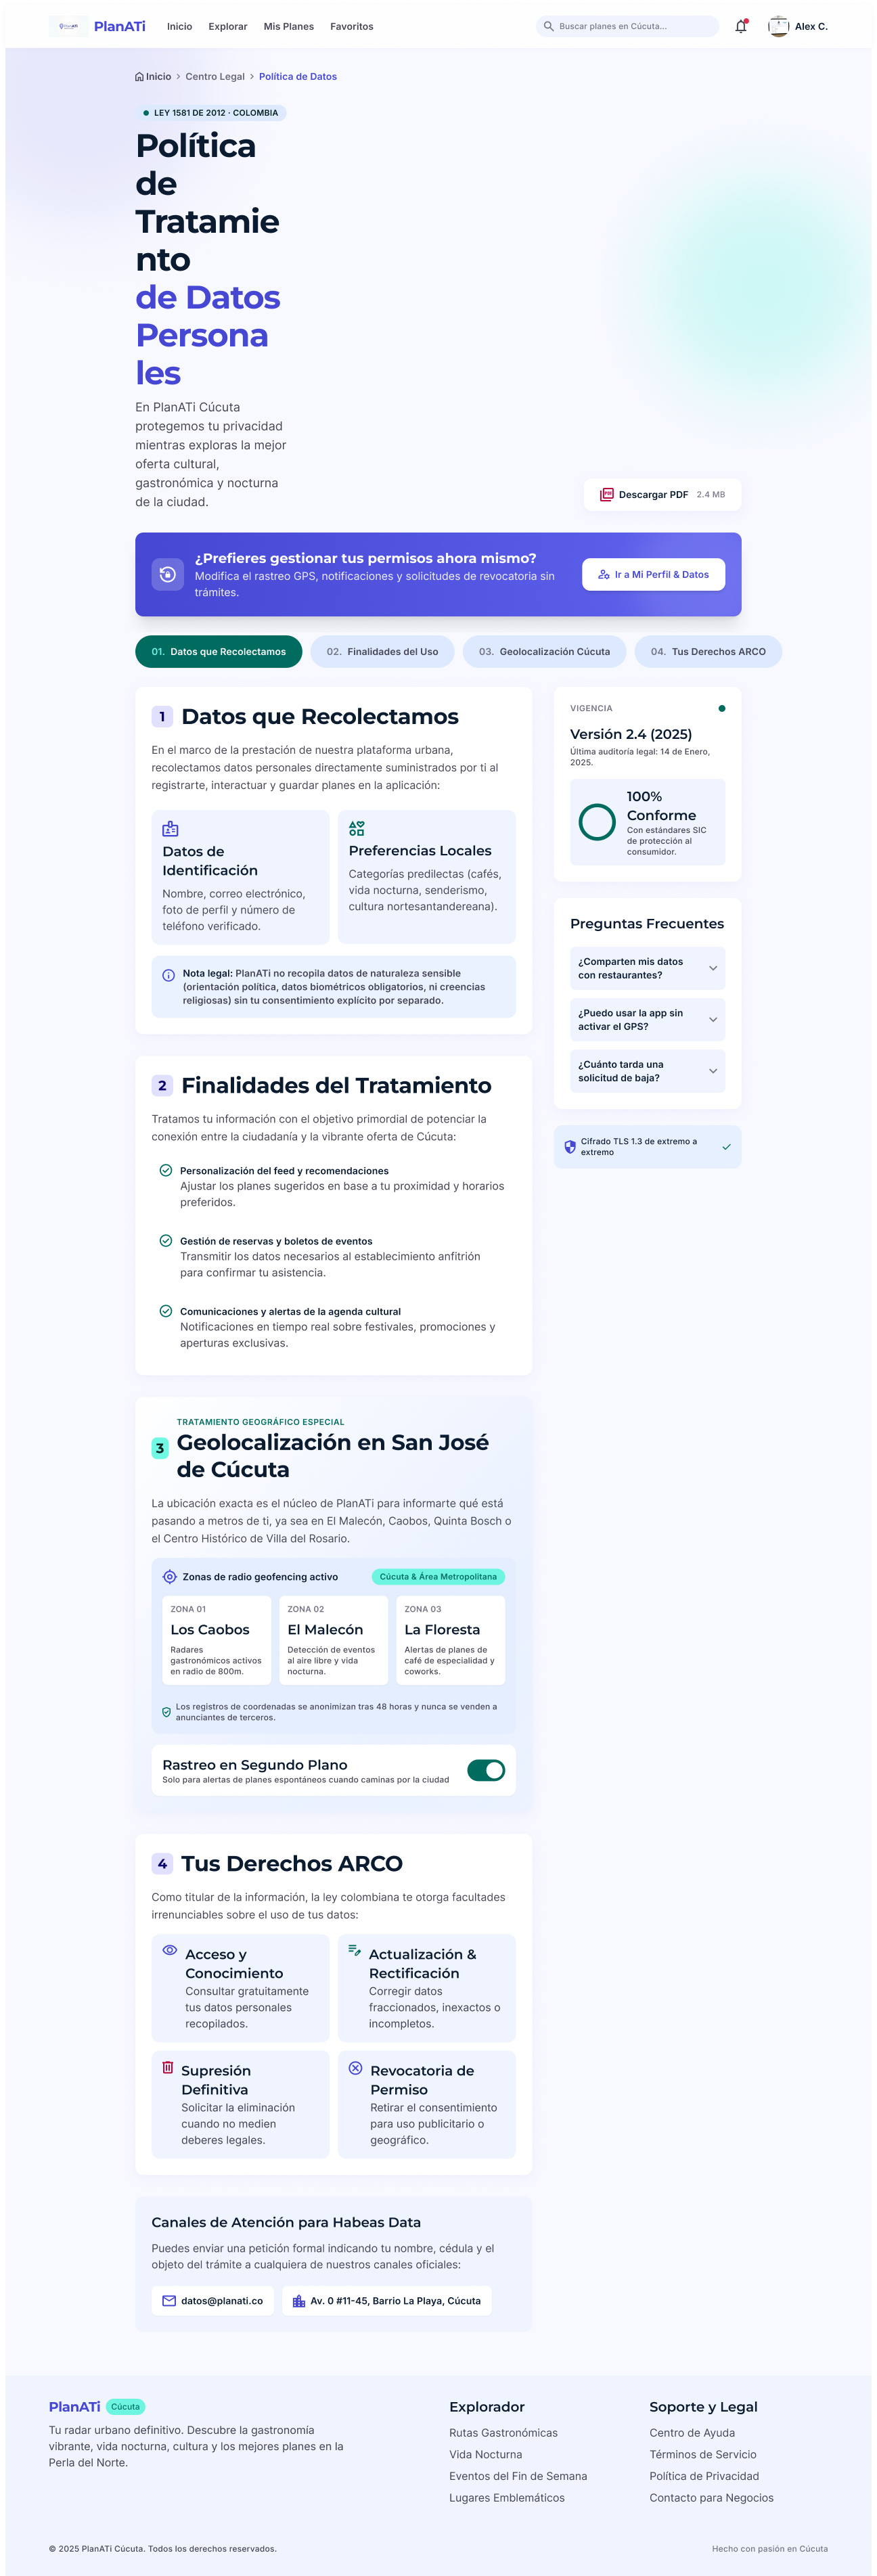 PlanATi
Inicio
Explorar
Mis Planes
Favoritos
Buscar planes en Cúcuta...
Alex C.
Inicio > Centro Legal > Política de Datos
LEY 1581 DE 2012 · COLOMBIA
Política
de
Tratamie
nto
de Datos
Persona
les
En PlanATi Cúcuta
protegemos tu privacidad
mientras exploras la mejor
oferta cultural,
gastronómica y nocturna
de la ciudad.
PDF
Descargar PDF 2.4 MB
¿Prefieres gestionar tus permisos ahora mismo?
Modifica el rastreo GPS, notificaciones y solicitudes de revocatoria sin
trámites.
Ir a Mi Perfil & Datos
01. Datos que Recolectamos
02. Finalidades del Uso
03. Geolocalización Cúcuta
04. Tus Derechos ARCO
1 Datos que Recolectamos
En el marco de la prestación de nuestra plataforma urbana,
recolectamos datos personales directamente suministrados por ti al
registrarte, interactuar y guardar planes en la aplicación:
Datos de
Identificación
Nombre, correo electrónico,
foto de perfil y número de
teléfono verificado.
Preferencias Locales
Categorías predilectas (cafés,
vida nocturna, senderismo,
cultura nortesantandereana).
Nota legal: PlanATi no recopila datos de naturaleza sensible
(orientación política, datos biométricos obligatorios, ni creencias
religiosas) sin tu consentimiento explícito por separado.
VIGENCIA
Versión 2.4 (2025)
Última auditoría legal: 14 de Enero,
2025.
100%
Conforme
Con estándares SIC
de protección al
consumidor.
Preguntas Frecuentes
¿Comparten mis datos
con restaurantes?
¿Puedo usar la app sin
activar el GPS?
¿Cuánto tarda una
solicitud de baja?
Cifrado TLS 1.3 de extremo a
extremo
2 Finalidades del Tratamiento
Tratamos tu información con el objetivo primordial de potenciar la
conexión entre la ciudadanía y la vibrante oferta de Cúcuta:
Personalización del feed y recomendaciones
Ajustar los planes sugeridos en base a tu proximidad y horarios
preferidos.
Gestión de reservas y boletos de eventos
Transmitir los datos necesarios al establecimiento anfitrión
para confirmar tu asistencia.
Comunicaciones y alertas de la agenda cultural
Notificaciones en tiempo real sobre festivales, promociones y
aperturas exclusivas.
TRATAMIENTO GEOGRÁFICO ESPECIAL
3 Geolocalización en San José
de Cúcuta
La ubicación exacta es el núcleo de PlanATi para informarte qué está
pasando a metros de ti, ya sea en El Malecón, Caobos, Quinta Bosch o
el Centro Histórico de Villa del Rosario.
Zonas de radio geofencing activo
Cúcuta & Área Metropolitana
ZONA 01
Los Caobos
Radares
gastronómicos activos
en radio de 800m.
ZONA 02
El Malecón
Detección de eventos
al aire libre y vida
nocturna.
ZONA 03
La Floresta
Alertas de planes de
café de especialidad y
coworks.
Los registros de coordenadas se anonimizan tras 48 horas y nunca se venden a
anunciantes de terceros.
Rastreo en Segundo Plano
Solo para alertas de planes espontáneos cuando caminas por la ciudad
4 Tus Derechos ARCO
Como titular de la información, la ley colombiana te otorga facultades
irrenunciables sobre el uso de tus datos:
Acceso y
Conocimiento
Consultar gratuitamente
tus datos personales
recopilados.
Actualización &
Rectificación
Corregir datos
fraccionados, inexactos o
incompletos.
Supresión
Definitiva
Solicitar la eliminación
cuando no medien
deberes legales.
Revocatoria de
Permiso
Retirar el consentimiento
para uso publicitario o
geográfico.
Canales de Atención para Habeas Data
Puedes enviar una petición formal indicando tu nombre, cédula y el
objeto del trámite a cualquiera de nuestros canales oficiales:
datos@planati.co
Av. 0 #11-45, Barrio La Playa, Cúcuta
PlanATi Cúcuta
Tu radar urbano definitivo. Descubre la gastronomía
vibrante, vida nocturna, cultura y los mejores planes en la
Perla del Norte.
Explorador
Rutas Gastronómicas
Vida Nocturna
Eventos del Fin de Semana
Lugares Emblemáticos
Soporte y Legal
Centro de Ayuda
Términos de Servicio
Política de Privacidad
Contacto para Negocios
© 2025 PlanATi Cúcuta. Todos los derechos reservados.
Hecho con pasión en Cúcuta